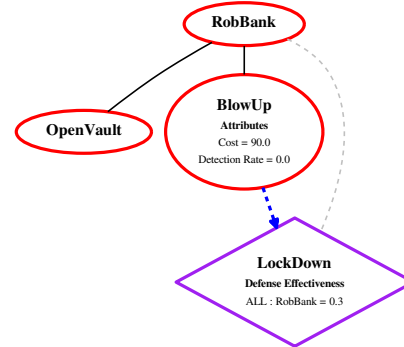 RobBank
OpenVault
BlowUp
Attributes
Cost = 90.0
Detection Rate = 0.0
LockDown
Defense Effectiveness
ALL : RobBank = 0.3